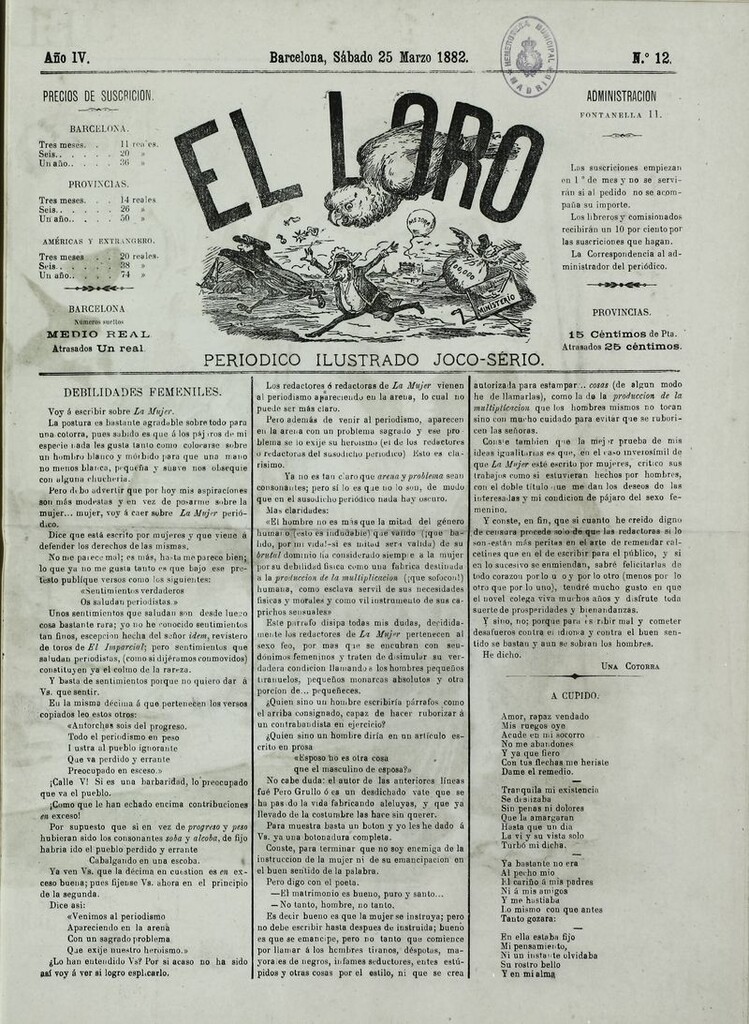 Año IV.
Barcelona, Sábado 25 Marzo 1882.
N.° 12.
HEMEROTECA MUNICIPAL
MADRID
PRECIOS DE SUSCRICION.
BARCELONA.
Tres meses. . 11 reales.
Seis. . . . . 20 »
Un año. . . . 36 »
PROVINCIAS.
Tres meses. . 14 reales
Seis. . . . . 26 »
Un año. . . . 50 »
AMÉRICAS Y EXTRANGERO.
Tres meses . . 20 reales.
Seis. . . . . 38 »
Un año. . . . 74 »
BARCELONA
Números sueltos
MEDIO REAL
Atrasados Un real.
EL LORO
MINISTERIO
PERIODICO ILUSTRADO JOCO-SERIO.
ADMINISTRACION
FONTANELLA 11.
Las suscriciones empiezan
en 1° de mes y no se servi-
rán si al pedido no se acom-
paña su importe.
Los libreros y comisionados
recibirán un 10 por ciento por
las suscriciones que hagan.
La Correspondencia al ad-
ministrador del periódico.
PROVINCIAS.
15 Céntimos de Pta.
Atrasados 25 céntimos.
DEBILIDADES FEMENILES.
Voy á escribir sobre La Mujer.
La postura es bastante agradable sobre todo para
una cotorra, pues sabido es que á los pájaros de mi
especie nada les gusta tanto como colocarse sobre
un hombro blanco y mórbido para que una mano
no menos blanca, pequeña y suave nos obsequie
con alguna chucheria.
Pero debo advertir que por hoy mis aspiraciones
son más modestas y en vez de posarme sobre la
mujer... mujer, voy á caer sobre La Mujer perió-
dico.
Dice que está escrito por mujeres y que viene á
defender los derechos de las mismas.
No me parece mal; es más, hasta me parece bien;
lo que ya no me gusta tanto es que bajo ese pre-
testo publique versos como los siguientes:
«Sentimientos verdaderos
Os saludan periodistas.»
Unos sentimientos que saludan son desde luego
cosa bastante rara; yo no he conocido sentimientos
tan finos, escepcion hecha del señor idem, revistero
de toros de El Imparcial; pero sentimientos que
saludan periodistas, (como si dijéramos conmovidos)
constituyen ya el colmo de la rareza.
Y basta de sentimientos porque no quiero dar á
Vs. que sentir.
En la misma décima á que pertenecen los versos
copiados leo estos otros:
«Antorchas sois del progreso.
Todo el periodismo en peso
Ilustra al pueblo ignorante
Que va perdido y errante
Preocupado en esceso.»
¡Calle V! Si es una barbaridad, lo preocupado
que va el pueblo.
¡Como le han echado encima contribuciones
en exceso!
Por supuesto que si en vez de progreso y peso
hubieran sido los consonantes soba y alcoba, de fijo
habria ido el pueblo perdido y errante
Cabalgando en una escoba.
Ya ven Vs. que la décima en cuestion es en ex-
ceso buena; pues fijense Vs. ahora en el principio
de la segunda.
Dice asi:
«Venimos al periodismo
Apareciendo en la arena
Con un sagrado problema
Que exije nuestro heroismo.»
¿Lo han entendido Vs? Por si acaso no ha sido
así voy á ver si logro esplicarlo.
Los redactores ó redactoras de La Mujer vienen
al periodismo apareciendo en la arena, lo cual no
puede ser más claro.
Pero además de venir al periodismo, aparecen
en la arena con un problema sagrado y ese pro-
blema se lo exije su heroismo (el de los redactores
o redactoras del susodicho periodico) Esto es cla-
risimo.
Ya no es tan claro que arena y problema sean
consonantes; pero si lo es que no lo son, de modo
que en el susodicho periódico nada hay oscuro.
Mas claridades:
«El hombre no es más que la mitad del género
humano (esto es indudable) que valido (¡que ba-
lido, por mi vida!-si es mitad sera valida) de su
brutal dominio ha considerado siempre a la mujer
por su debilidad fisica como una fabrica destinada
a la produccion de la multiplicacion (¡que sofocon!)
humana, como esclava servil de sus necesidades
fisicas y morales y como vil instrumento de sus ca-
prichos sensuales»
Este párrafo disipa todas mis dudas, decidida-
mente los redactores de La Mujer pertenecen al
sexo feo, por mas que se encubran con seu-
dónimos femeninos y traten de disimular su ver-
dadera condicion llamando á los hombres pequeños
tiranuelos, pequeños monarcas absolutos y otra
porcion de... pequeñeces.
¿Quien sino un hombre escribiría párrafos como
el arriba consignado, capaz de hacer ruborizar á
un contrabandista en ejercicio?
¿Quien sino un hombre diria en un artículo es-
crito en prosa
«Esposo no es otra cosa
que el masculino de esposa?»
No cabe duda: el autor de las anteriores líneas
fué Pero Grullo ó es un desdichado vate que se
ha pasado la vida fabricando aleluyas, y que ya
llevado de la costumbre las hace sin querer.
Para muestra basta un boton y yo les he dado á
Vs. ya una botonadura completa.
Conste, para terminar que no soy enemiga de la
instruccion de la mujer ni de su emancipacion en
el buen sentido de la palabra.
Pero digo con el poeta.
—El matrimonio es bueno, puro y santo...
—No tanto, hombre, no tanto.
Es decir bueno es que la mujer se instruya; pero
no debe escribir hasta despues de instruida; bueno
es que se emancipe, pero no tanto que comience
por llamar á los hombres tiranos, déspotas, ma-
yorales de negros, infames seductores, entes estú-
pidos y otras cosas por el estilo, ni que se crea
autorizada para estampar... cosas (de algun modo
he de llamarlas), como la de la produccion de la
multiplicacion que los hombres mismos no tocan
sino con mucho cuidado para evitar que se rubori-
cen las señoras.
Conste tambien que la mejor prueba de mis
ideas igualitarias es que, en el caso inverosímil de
que La Mujer esté escrito por mujeres, critico sus
trabajos como si estuvieran hechos por hombres,
con el doble título que me dan los deseos de las
interesadas y mi condicion de pájaro del sexo fe-
menino.
Y conste, en fin, que si cuanto he creido digno
de censura procede solo de que las redactoras si lo
son están más peritas en el arte de remendar cal-
cetines que en el de escribir para el público, y si
en lo sucesivo se enmiendan, sabré felicitarlas de
todo corazon por lo uno y por lo otro (menos por lo
otro que por lo uno), tendré mucho gusto en que
el novel colega viva muchos años y disfrute toda
suerte de prosperidades y bienandanzas.
Y sino, no; porque para escribir mal y cometer
desafueros contra el idioma y contra el buen sen-
tido se bastan y aun se sobran los hombres.
He dicho.
UNA COTORRA
A CUPIDO.
Amor, rapaz vendado
Mis ruegos oye
Acude en mi socorro
No me abandones
Y ya que fiero
Con tus flechas me heriste
Dame el remedio.
Tranquila mi existencia
Se deslizaba
Sin penas ni dolores
Que la amargaran
Hasta que un dia
La vi y su vista solo
Turbó mi dicha.
Ya bastante no era
Al pecho mio
El cariño á mis padres
Ni á mis amigos
Y me hastiaba
Lo mismo con que antes
Tanto gozara:
En ella estaba fijo
Mi pensamiento,
Ni un instante olvidaba
Su rostro bello
Y en mi alma